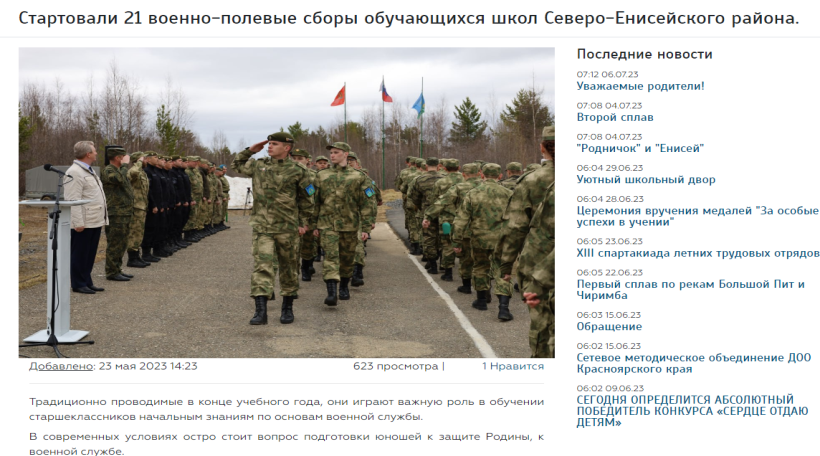 Стартовали 21 военно-полевые сборы обучающихся школ Северо-Енисейского района.
Добавлено: 23 мая 2023 14:23
623 просмотра |
1 Нравится
Традиционно проводимые в конце учебного года, они играют важную роль в обучении
старшеклассников начальным знаниям по основам военной службы.
В современных условиях остро стоит вопрос подготовки юношей к защите Родины, к
военной службе.
Последние новости
07:12 06.07.23
Уважаемые родители!
07:08 04.07.23
Второй сплав
07:08 04.07.23
"Родничок" и "Енисей"
06:04 29.06.23
Уютный школьный двор
06:04 28.06.23
Церемония вручения медалей "За особые
успехи в учении"
06:05 23.06.23
XIII спартакиада летних трудовых отрядов
06:05 22.06.23
Первый сплав по рекам Большой Пит и
Чиримба
06:03 15.06.23
Обращение
06:02 15.06.23
Сетевое методическое объединение ДОО
Красноярского края
06:02 09.06.23
СЕГОДНЯ ОПРЕДЕЛИТСЯ АБСОЛЮТНЫЙ
ПОБЕДИТЕЛЬ КОНКУРСА «СЕРДЦЕ ОТДАЮ
ДЕТЯМ»